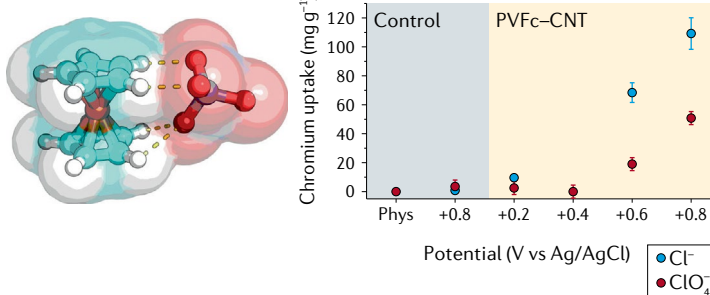 Control
PVFc–CNT
Chromium uptake (mg g⁻¹)
120
100
80
60
40
20
0
Phys
+0.8
+0.2
+0.4
+0.6
+0.8
Potential (V vs Ag/AgCl)
Cl⁻
ClO₄⁻